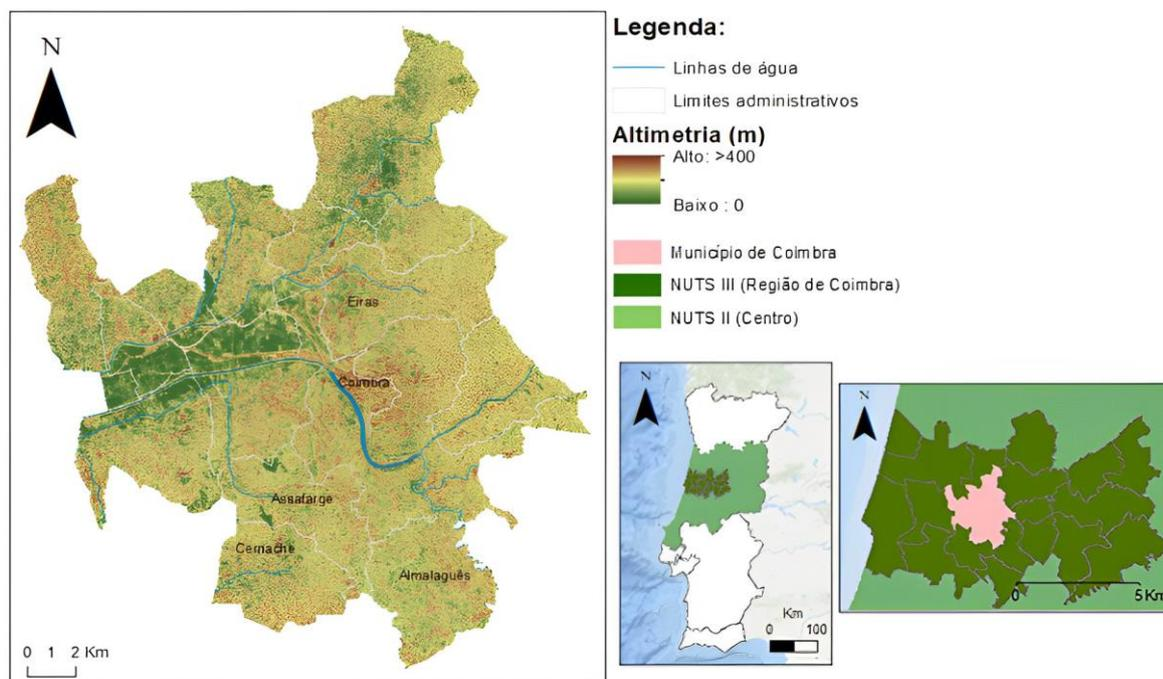 N
Eiras
Coimbra
Assafarge
Cernache
Almalaguês
0 1 2 Km
Legenda:
Linhas de água
Limites administrativos
Altimetria (m)
Alto: >400
Baixo : 0
Município de Coimbra
NUTS III (Região de Coimbra)
NUTS II (Centro)
N
Km
0 100
N
0 5 Km